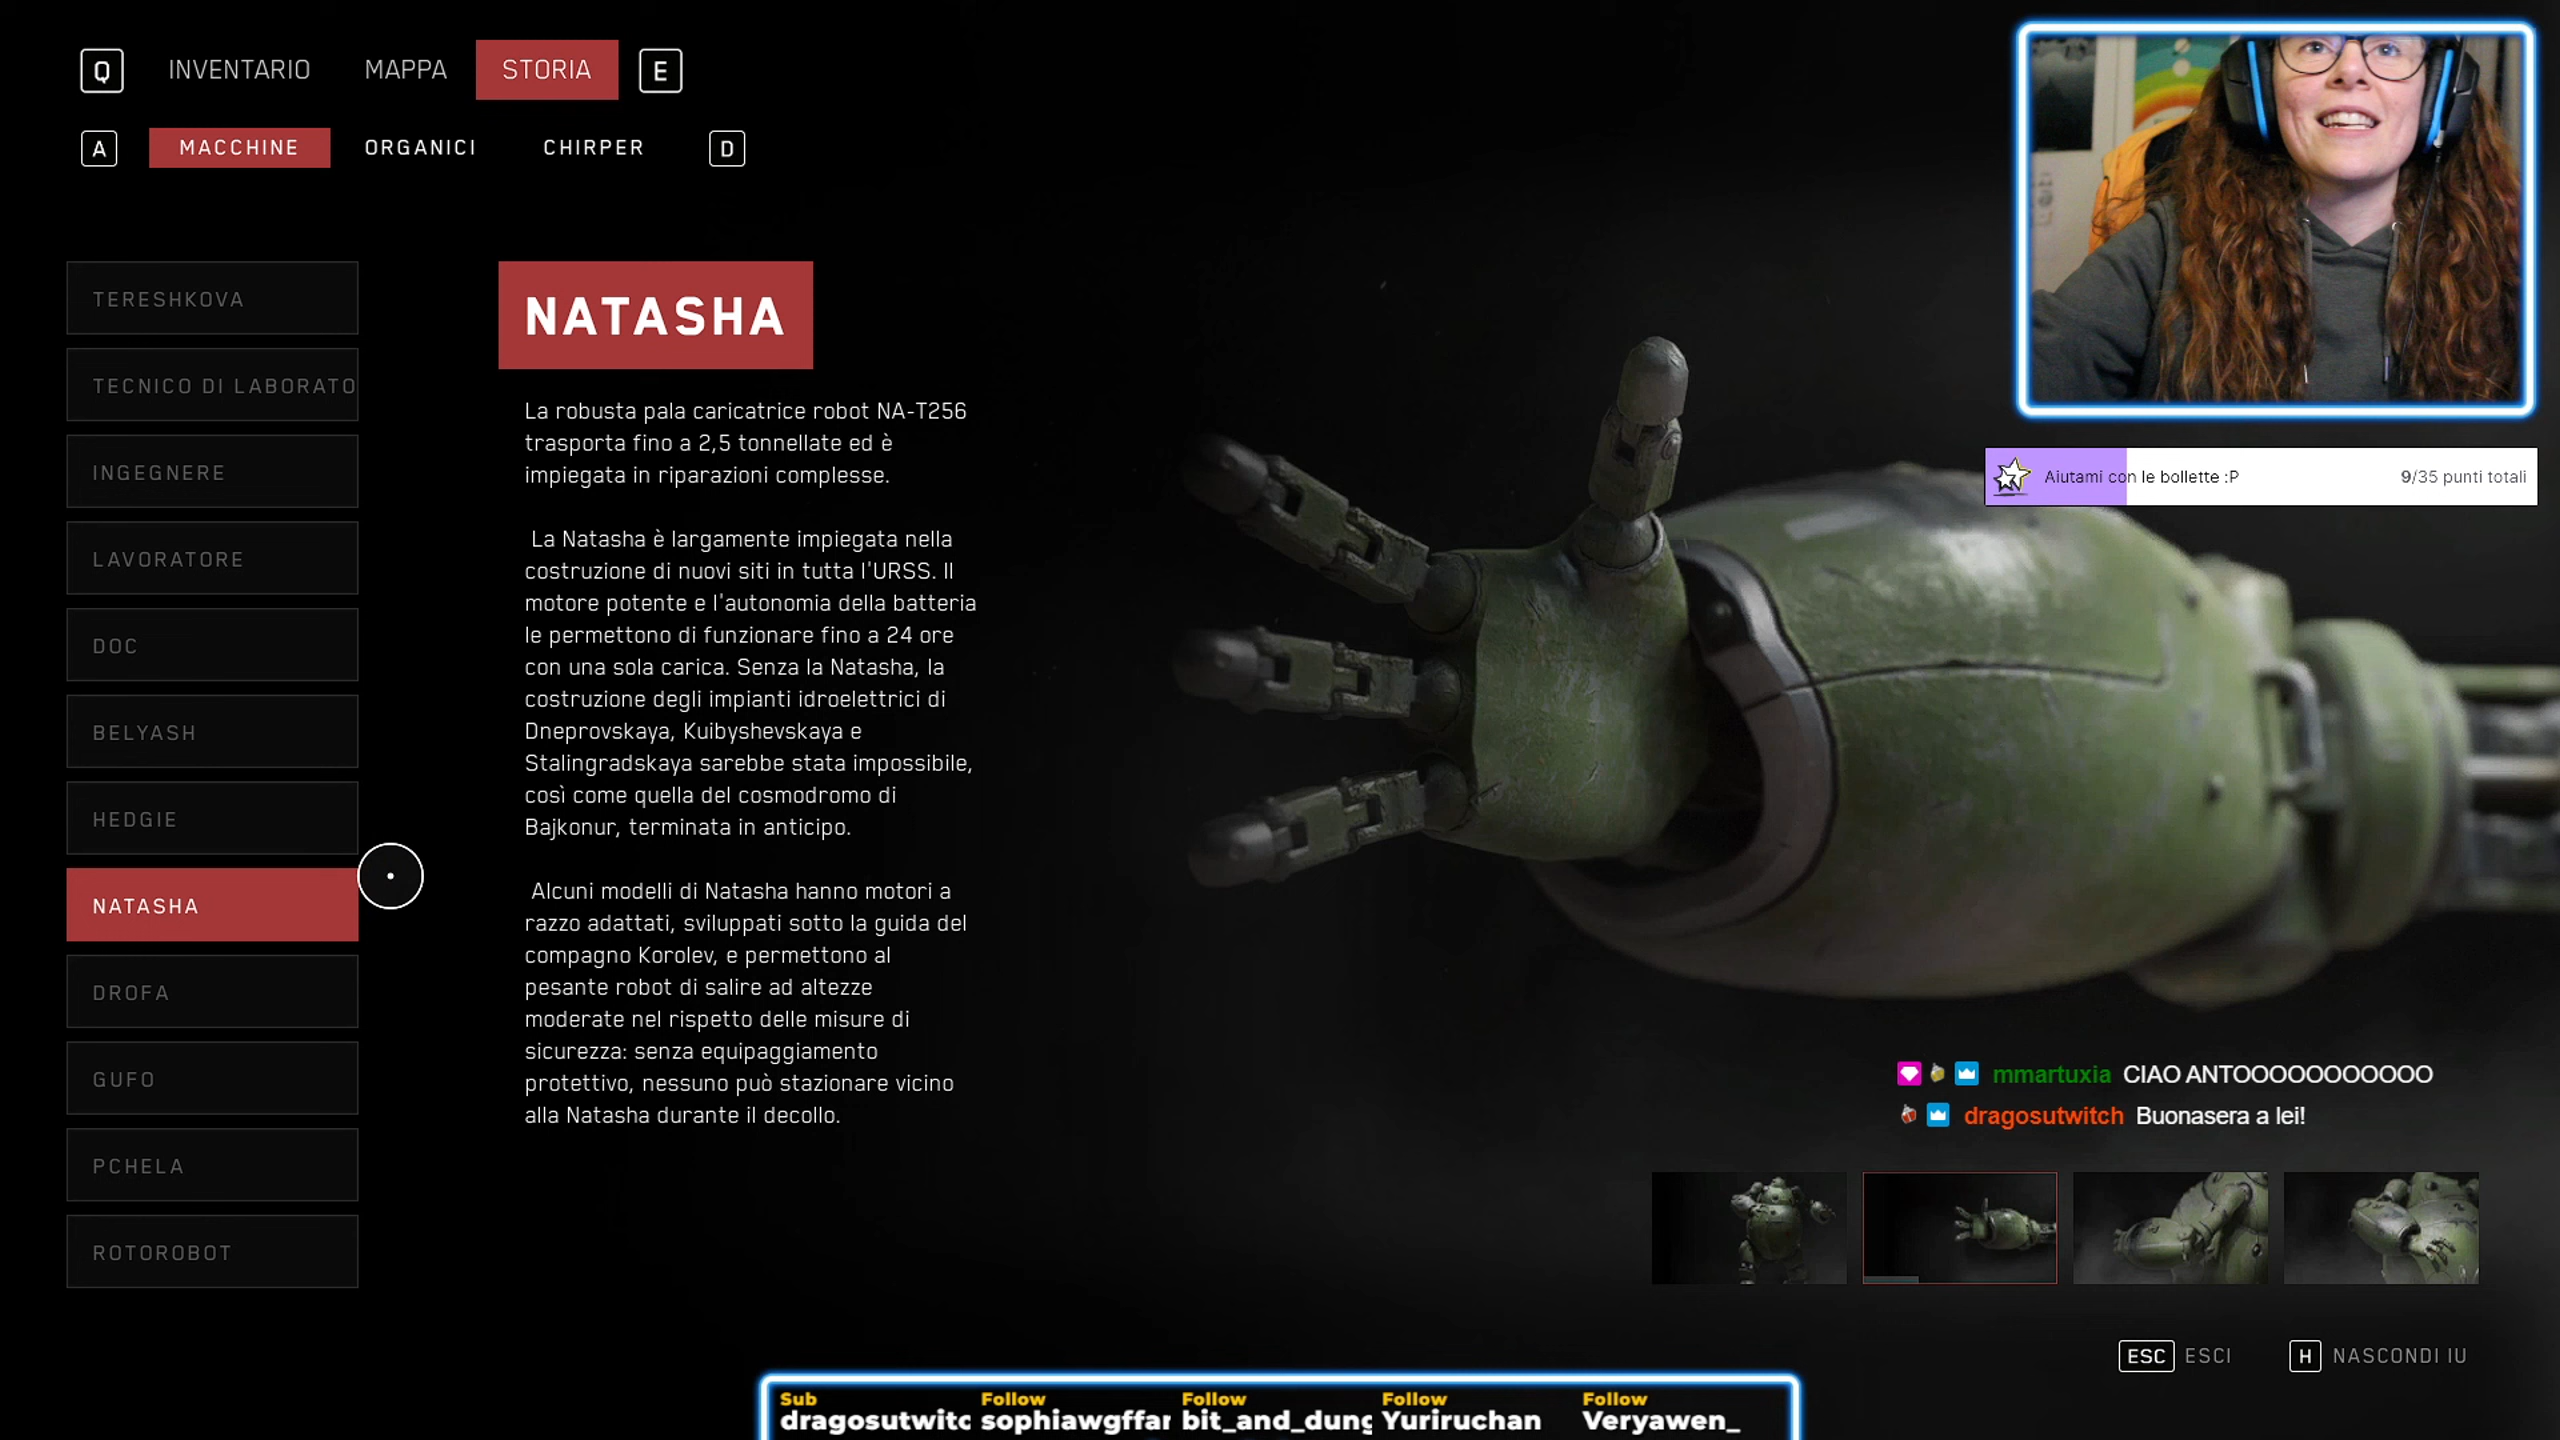 Q INVENTARIO MAPPA STORIA E
A MACCHINE ORGANICI CHIRPER D
TERESHKOVA
TECNICO DI LABORATO
INGEGNERE
LAVORATORE
DOC
BELYASH
HEDGIE
NATASHA
DROFA
GUFO
PCHELA
ROTOROBOT
NATASHA
La robusta pala caricatrice robot NA-T256
trasporta fino a 2,5 tonnellate ed è
impiegata in riparazioni complesse.
La Natasha è largamente impiegata nella
costruzione di nuovi siti in tutta l'URSS. Il
motore potente e l'autonomia della batteria
le permettono di funzionare fino a 24 ore
con una sola carica. Senza la Natasha, la
costruzione degli impianti idroelettrici di
Dneprovskaya, Kuibyshevskaya e
Stalingradskaya sarebbe stata impossibile,
così come quella del cosmodromo di
Bajkonur, terminata in anticipo.
Alcuni modelli di Natasha hanno motori a
razzo adattati, sviluppati sotto la guida del
compagno Korolev, e permettono al
pesante robot di salire ad altezze
moderate nel rispetto delle misure di
sicurezza: senza equipaggiamento
protettivo, nessuno può stazionare vicino
alla Natasha durante il decollo.
Aiutami con le bollette :P 9/35 punti totali
mmartuxia CIAO ANTOOOOOOOOOOO
dragosutwitch Buonasera a lei!
ESC ESCI H NASCONDI IU
Sub Follow Follow Follow Follow
dragosutwitc sophiawgffar bit_and_dung Yuriruchan Veryawen_